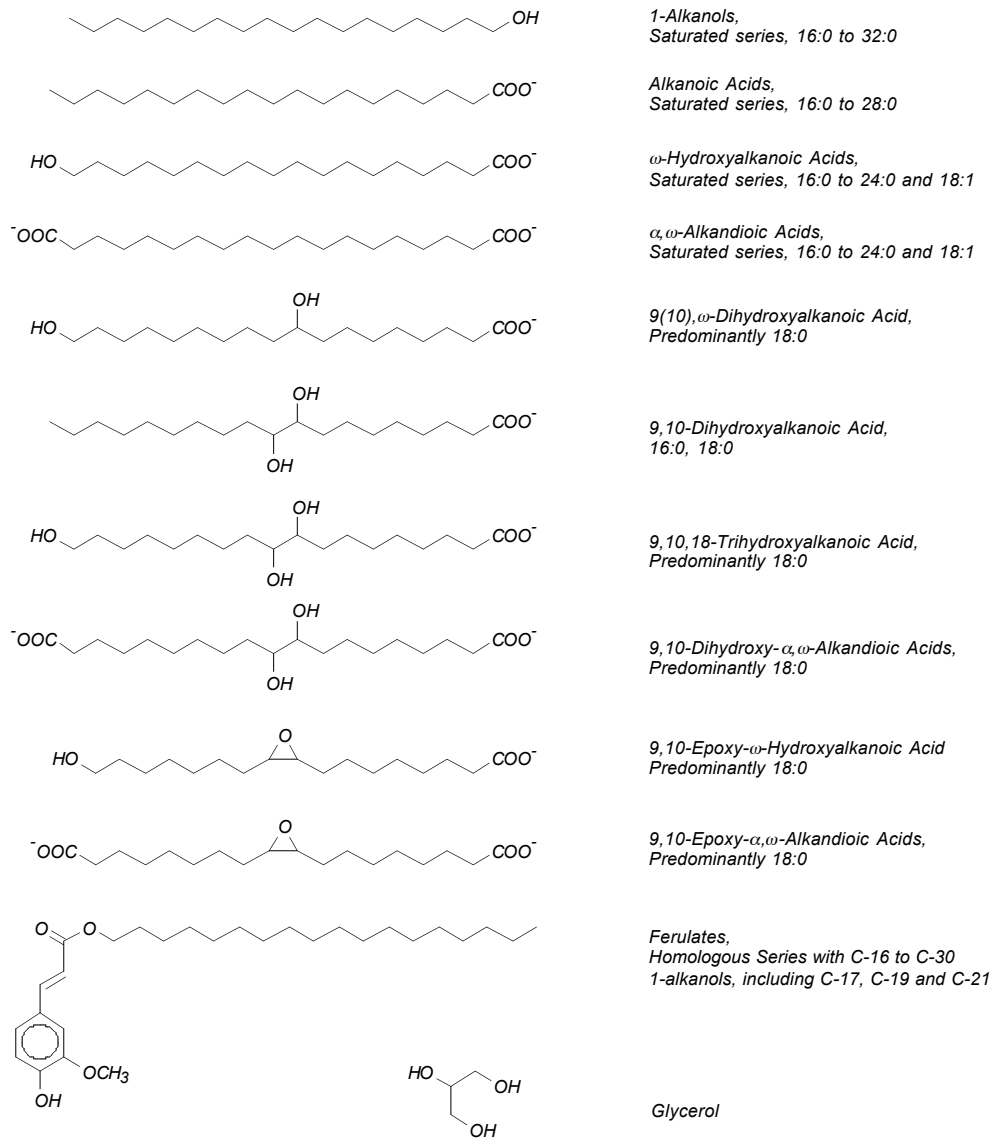 OH
1-Alkanols,
Saturated series, 16:0 to 32:0
COO⁻
Alkanoic Acids,
Saturated series, 16:0 to 28:0
HO COO⁻
ω-Hydroxyalkanoic Acids,
Saturated series, 16:0 to 24:0 and 18:1
⁻OOC COO⁻
α,ω-Alkandioic Acids,
Saturated series, 16:0 to 24:0 and 18:1
OH
HO COO⁻
9(10),ω-Dihydroxyalkanoic Acid,
Predominantly 18:0
OH
COO⁻
OH
9,10-Dihydroxyalkanoic Acid,
16:0, 18:0
OH
HO COO⁻
OH
9,10,18-Trihydroxyalkanoic Acid,
Predominantly 18:0
OH
⁻OOC COO⁻
OH
9,10-Dihydroxy-α,ω-Alkandioic Acids,
Predominantly 18:0
O
HO COO⁻
9,10-Epoxy-ω-Hydroxyalkanoic Acid
Predominantly 18:0
O
⁻OOC COO⁻
9,10-Epoxy-α,ω-Alkandioic Acids,
Predominantly 18:0
O O
OCH₃
OH
Ferulates,
Homologous Series with C-16 to C-30
1-alkanols, including C-17, C-19 and C-21
HO
OH
OH
Glycerol